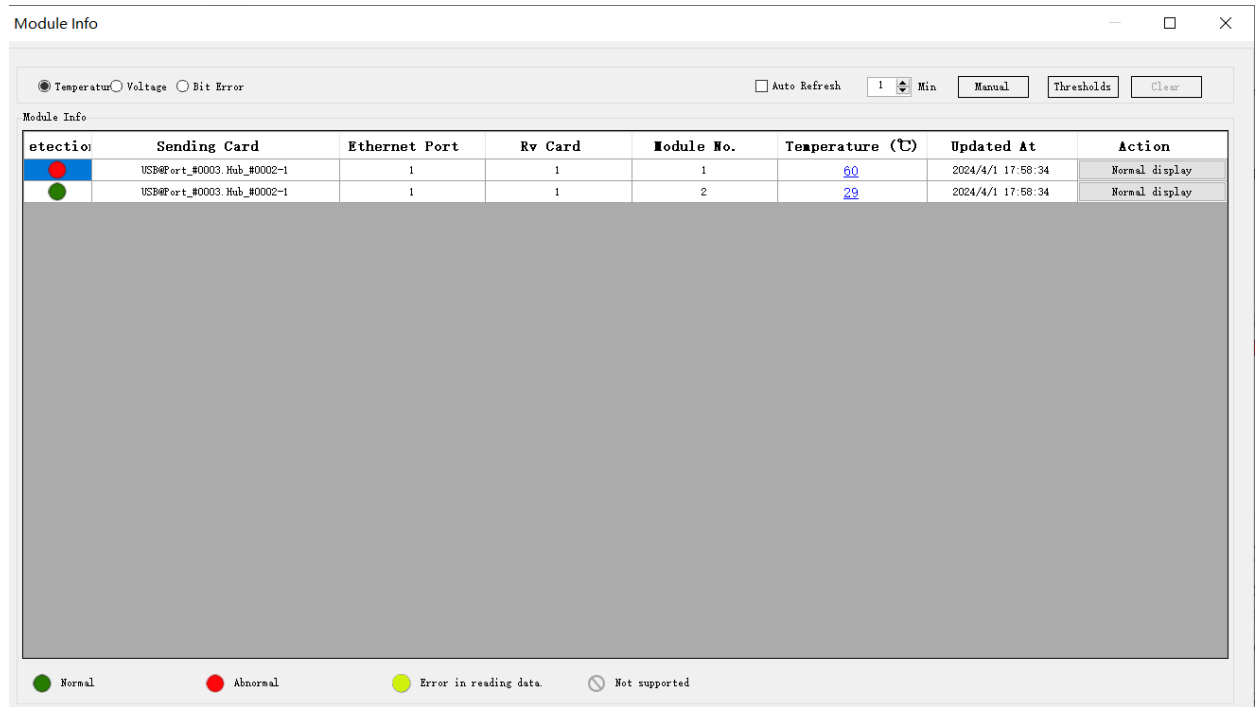 Module Info
Temperatur Voltage Bit Error Auto Refresh 1 Min Manual Thresholds Clear
Module Info
etection Sending Card Ethernet Port Rv Card Module No. Temperature (℃) Updated At Action
USB@Port_#0003.Hub_#0002-1 1 1 1 60 2024/4/1 17:58:34 Normal display
USB@Port_#0003.Hub_#0002-1 1 1 2 29 2024/4/1 17:58:34 Normal display
Normal Abnormal Error in reading data. Not supported